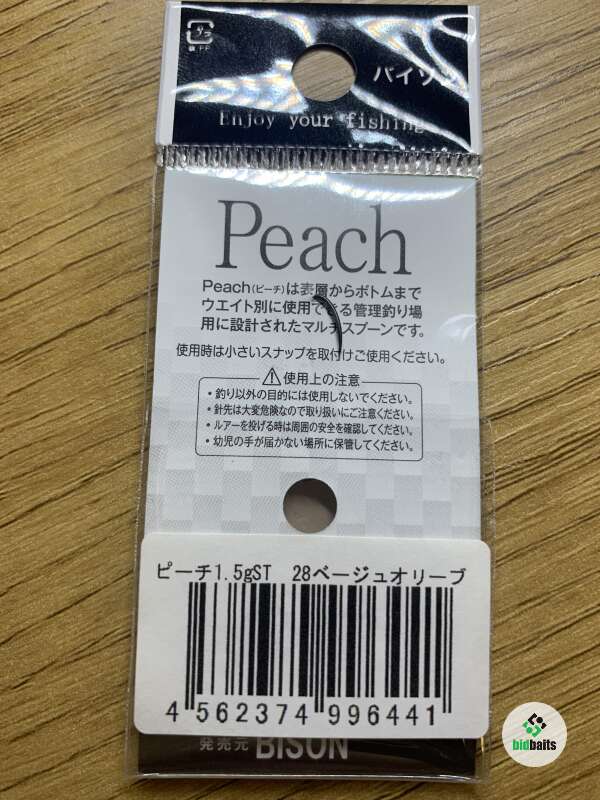 プラ
袋 PP
バイソ
Enjoy your fishing
Peach
Peach(ピーチ)は表層からボトムまで
ウエイト別に使用できる管理釣り場
用に設計されたマルチスプーンです。
使用時は小さいスナップを取付けご使用ください。
⚠使用上の注意
・釣り以外の目的には使用しないでください。
・針先は大変危険なので取り扱いにご注意ください。
・ルアーを投げる時は周囲の安全を確認してください。
・幼児の手が届かない場所に保管してください。
ピーチ1.5gST 28ベージュオリーブ
4 562374 996441
発売元 BISON
bidbaits